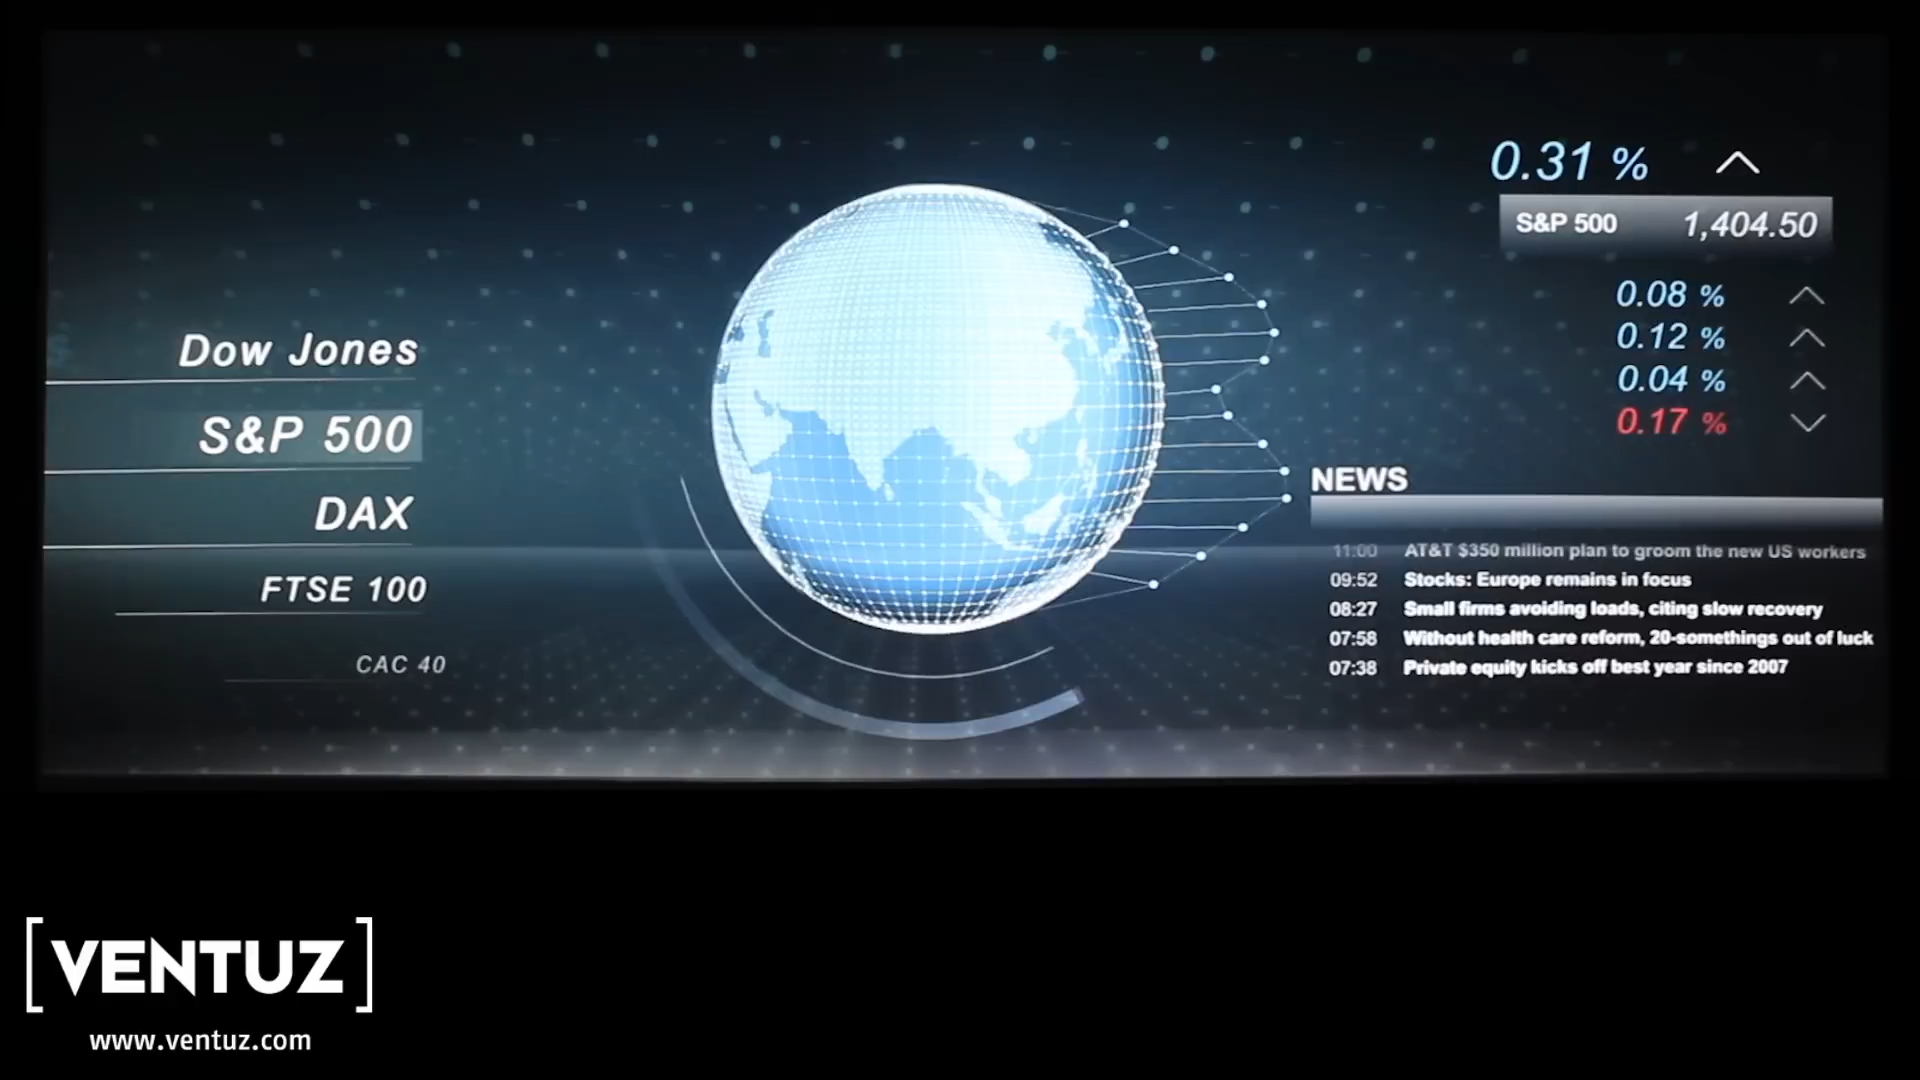 Dow Jones
S&P 500
DAX
FTSE 100
CAC 40
0.31 %
S&P 500 1,404.50
0.08 %
0.12 %
0.04 %
0.17 %
NEWS
11:00 AT&T $350 million plan to groom the new US workers
09:52 Stocks: Europe remains in focus
08:27 Small firms avoiding loads, citing slow recovery
07:58 Without health care reform, 20-somethings out of luck
07:38 Private equity kicks off best year since 2007
[VENTUZ]
www.ventuz.com